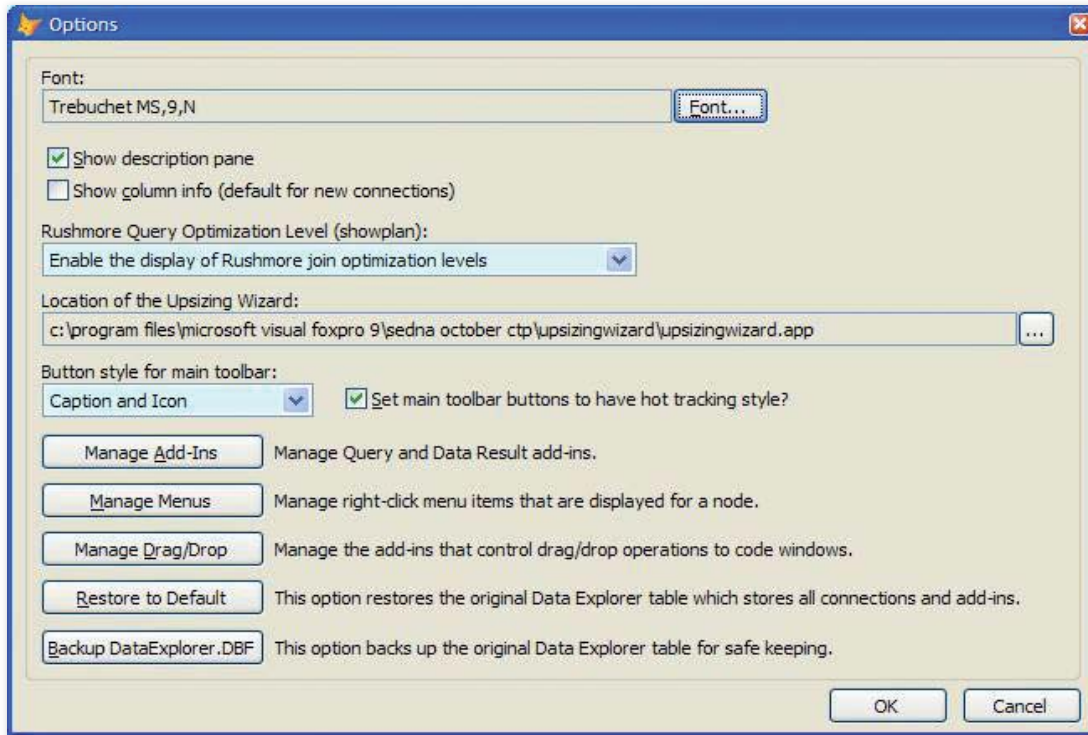 Options
Font:
Trebuchet MS,9,N
Font...
Show description pane
Show column info (default for new connections)
Rushmore Query Optimization Level (showplan):
Enable the display of Rushmore join optimization levels
Location of the Upsizing Wizard:
c:\program files\microsoft visual foxpro 9\sedna october ctp\upsizingwizard\upsizingwizard.app
...
Button style for main toolbar:
Caption and Icon
Set main toolbar buttons to have hot tracking style?
Manage Add-Ins
Manage Query and Data Result add-ins.
Manage Menus
Manage right-click menu items that are displayed for a node.
Manage Drag/Drop
Manage the add-ins that control drag/drop operations to code windows.
Restore to Default
This option restores the original Data Explorer table which stores all connections and add-ins.
Backup DataExplorer.DBF
This option backs up the original Data Explorer table for safe keeping.
OK
Cancel